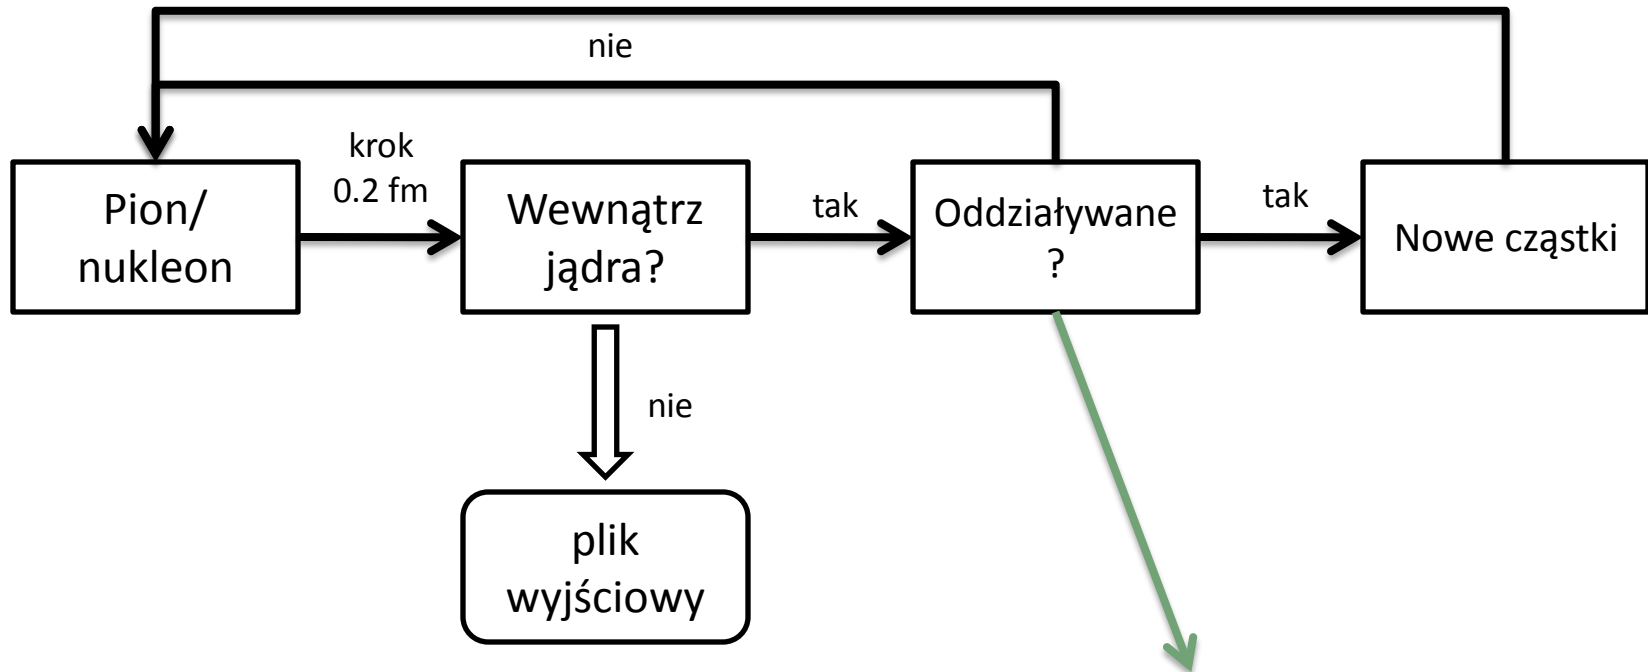 nie
krok
0.2 fm
Pion/
nukleon
Wewnątrz
jądra?
tak
Oddziaływane
?
tak
Nowe cząstki
nie
plik
wyjściowy